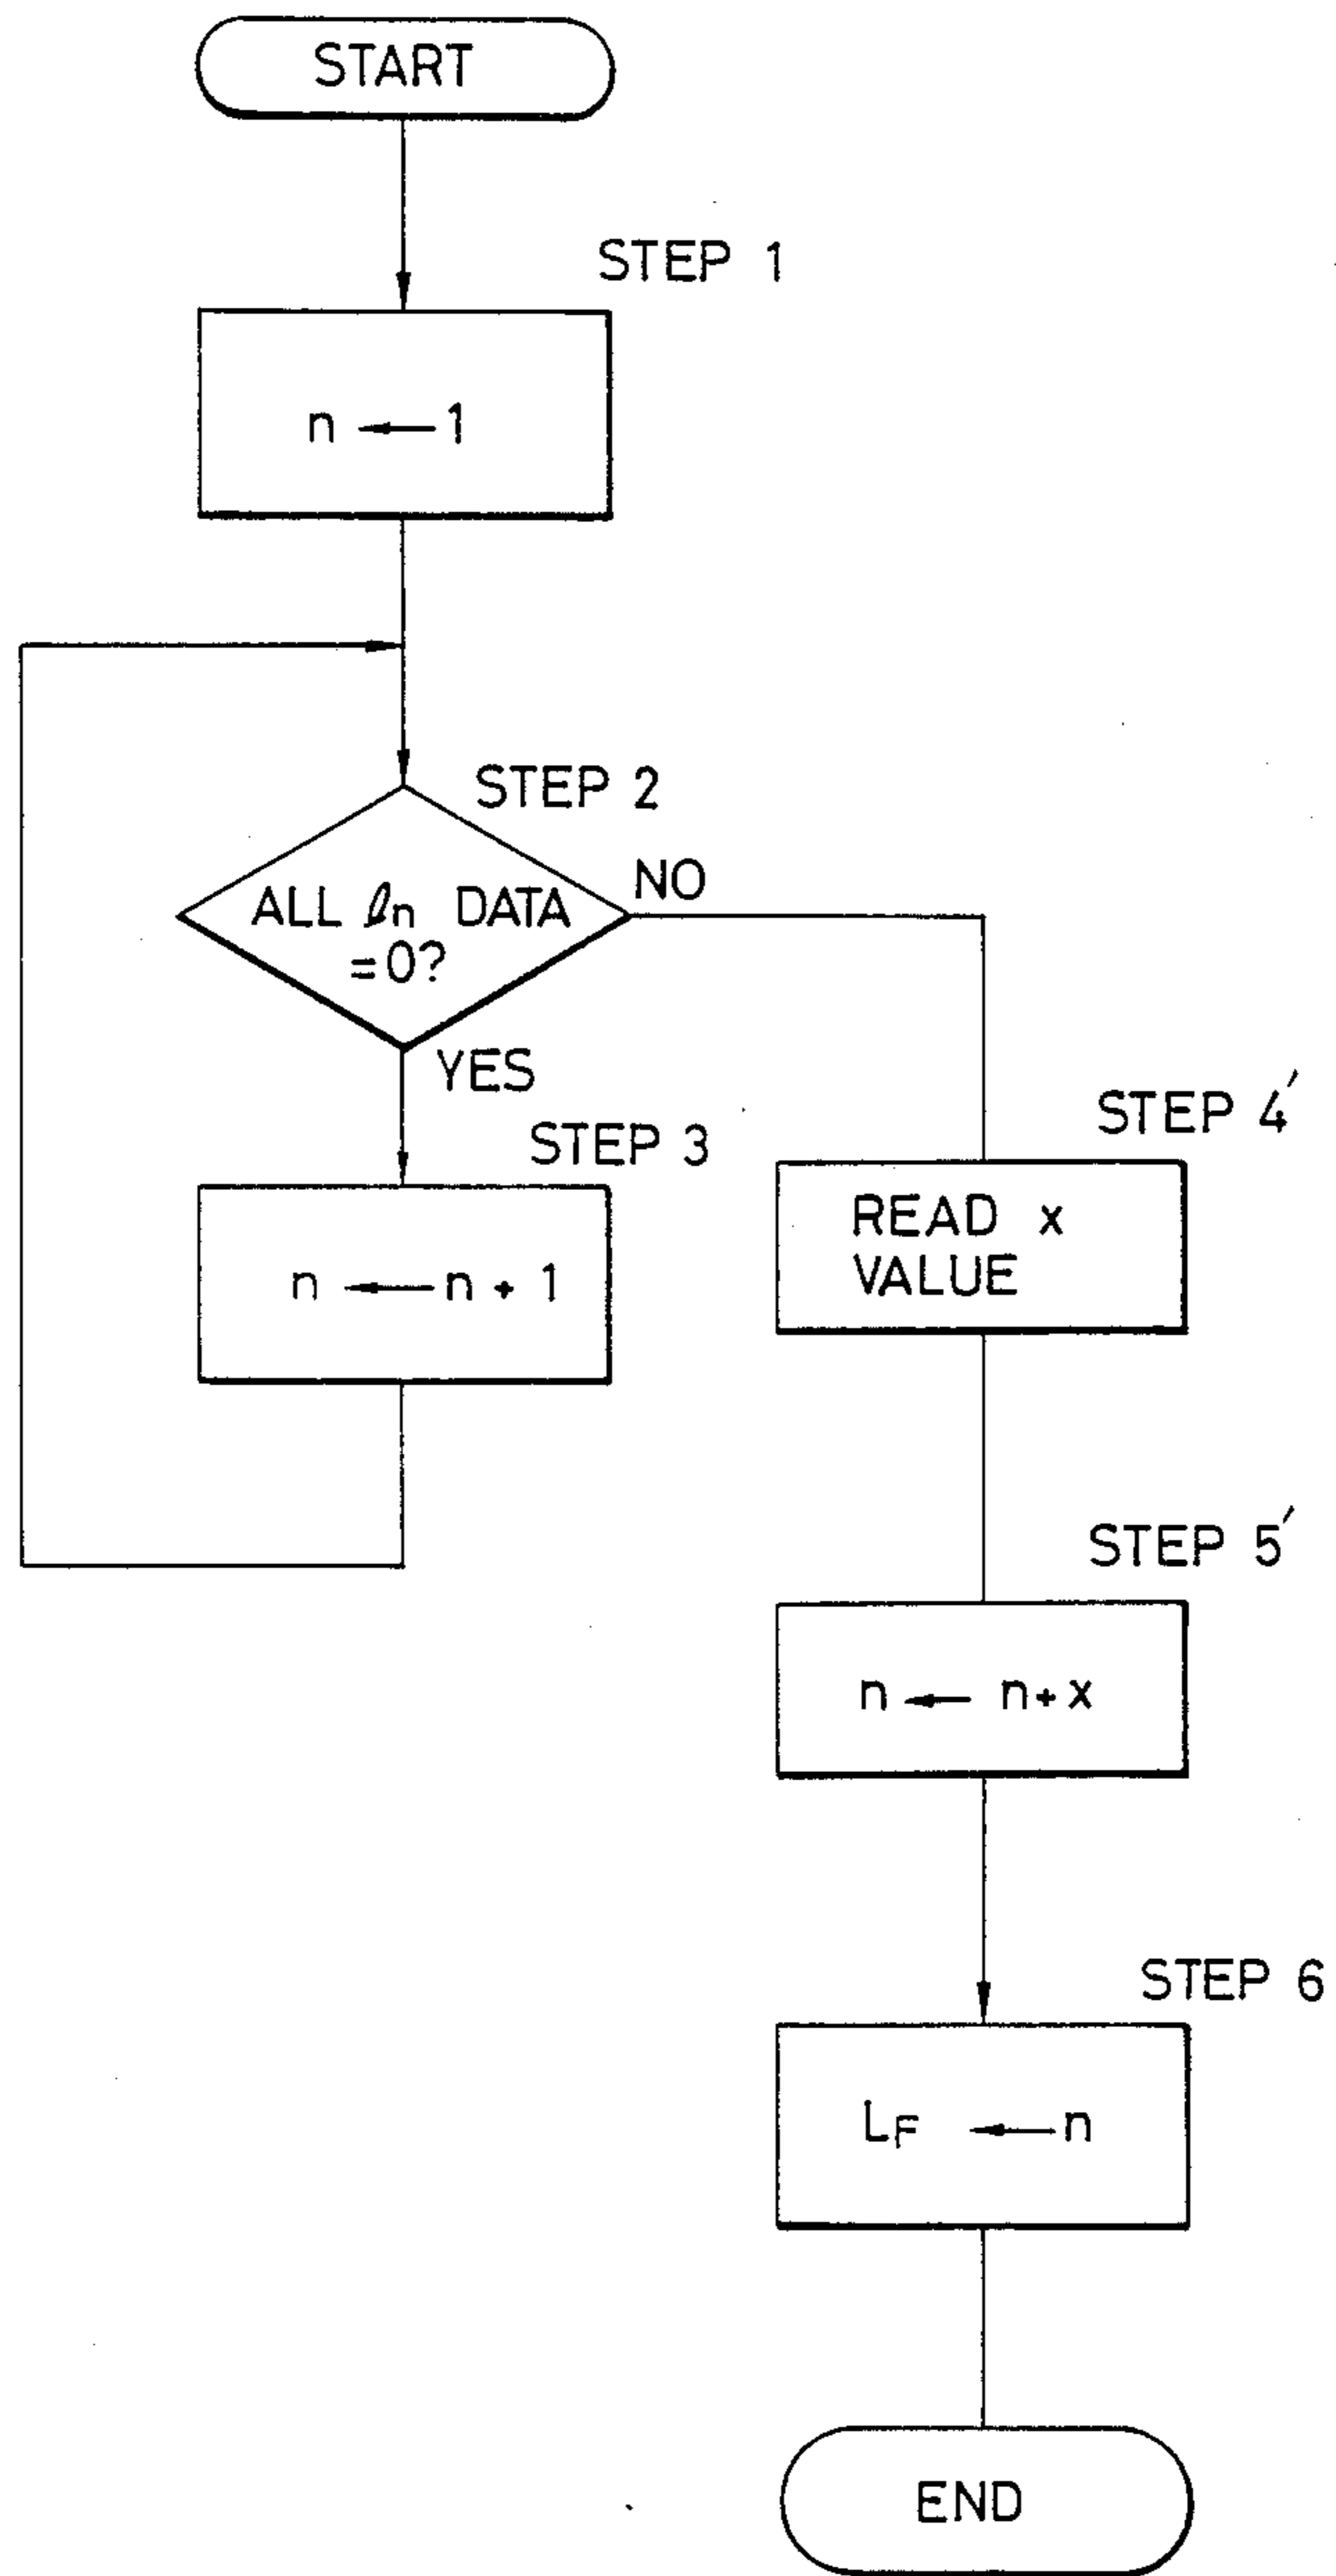 START
STEP 1
n ← 1
STEP 2
NO
ALL ℓn DATA
=0?
YES
STEP 3
n ← n + 1
STEP 4′
READ x
VALUE
STEP 5′
n ← n + x
STEP 6
LF ← n
END